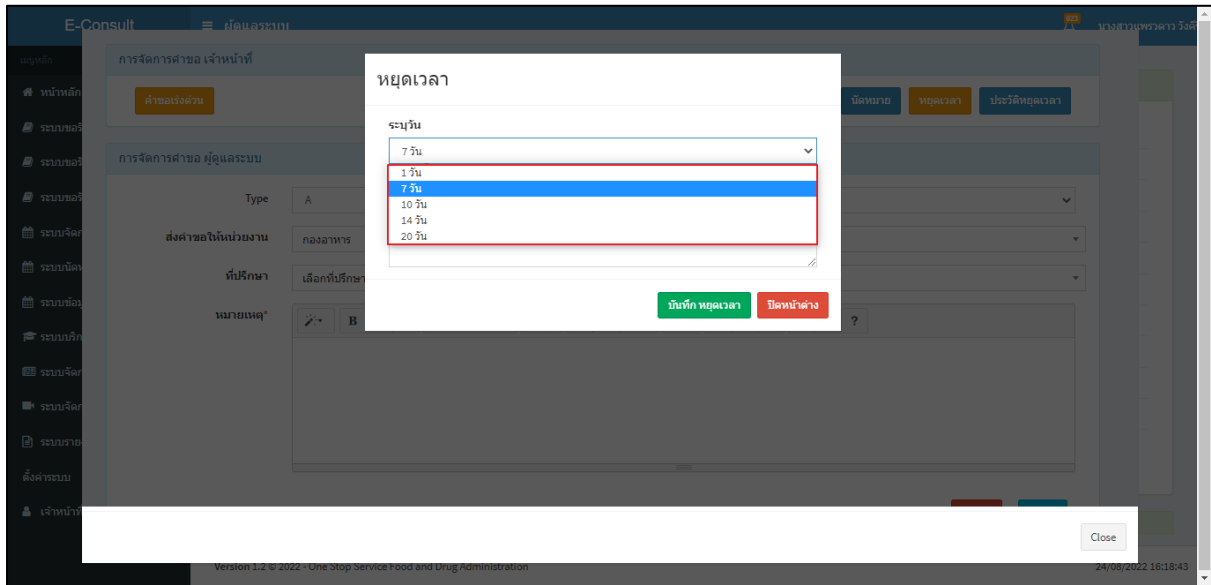 E-Consult
ผู้ดูแลระบบ
เมนูหลัก
หน้าหลัก
ตั้งค่าระบบ
การจัดการคำขอ เจ้าหน้าที่
คำขอเร่งด่วน
นัดหมาย หยุดเวลา ประวัติหยุดเวลา
หยุดเวลา
ระบุวัน
7 วัน
1 วัน
7 วัน
10 วัน
14 วัน
20 วัน
บันทึก หยุดเวลา ปิดหน้าต่าง
การจัดการคำขอ ผู้ดูแลระบบ
Type A
ส่งคำขอให้หน่วยงาน กองอาหาร
ที่ปรึกษา
หมายเหตุ*
B ?
Close
Version 1.2 © 2022 - One Stop Service Food and Drug Administration
24/08/2022 16:18:43